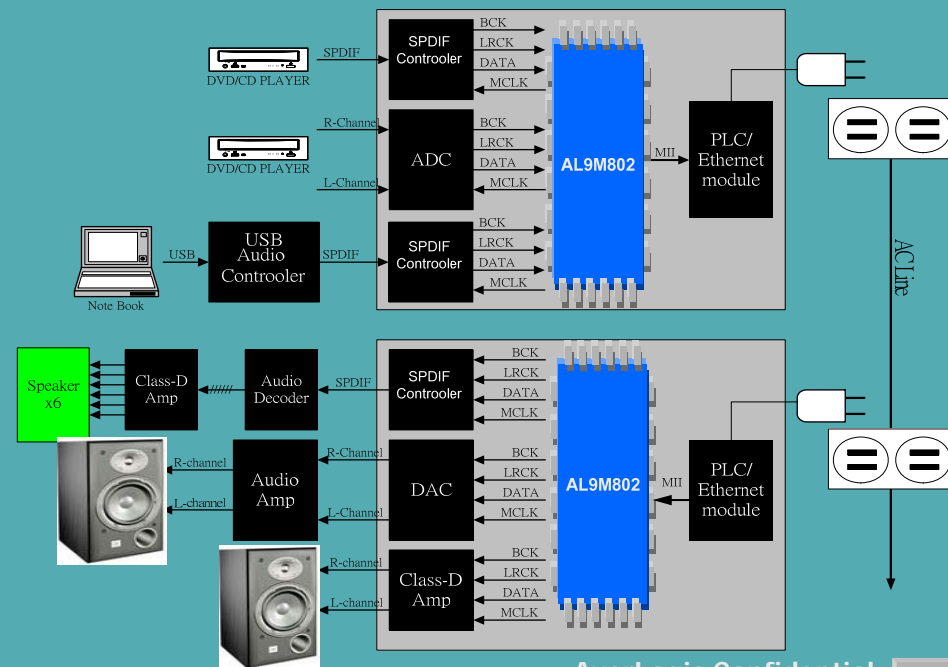 SPDIF
DVD/CD PLAYER
SPDIF
Controoler
BCK
LRCK
DATA
MCLK
R-Channel
DVD/CD PLAYER
L-Channel
ADC
BCK
LRCK
DATA
MCLK
AL9M802
MII
PLC/
Ethernet
module
Note Book
USB
USB
Audio
Controoler
SPDIF
SPDIF
Controoler
BCK
LRCK
DATA
MCLK
AC Line
Speaker
x6
Class-D
Amp
//////
Audio
Decoder
SPDIF
SPDIF
Controoler
BCK
LRCK
DATA
MCLK
R-channel
L-channel
Audio
Amp
R-Channel
L-Channel
DAC
BCK
LRCK
DATA
MCLK
AL9M802
MII
PLC/
Ethernet
module
R-channel
L-channel
Class-D
Amp
BCK
LRCK
DATA
MCLK